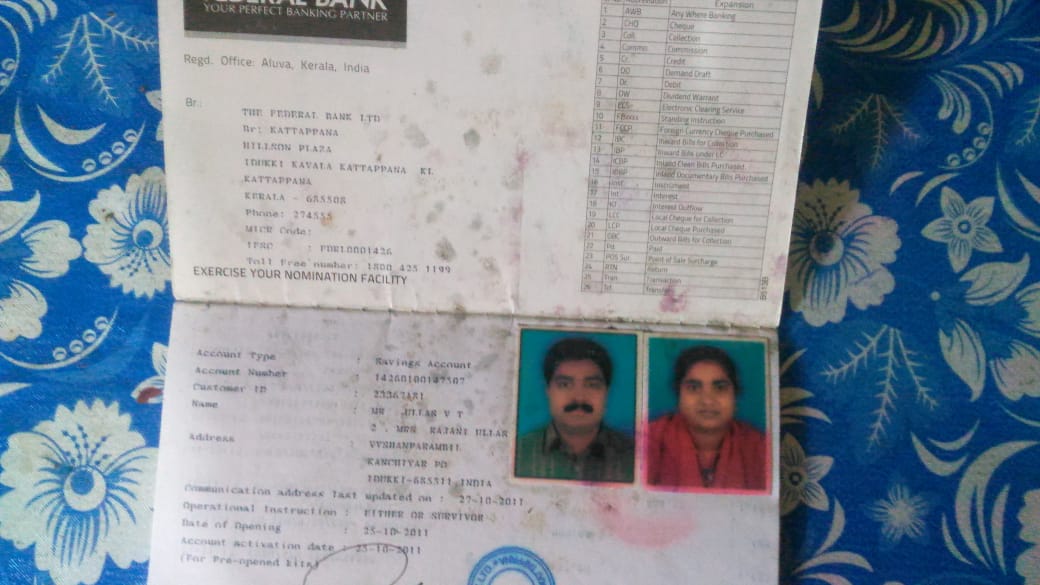 FEDERAL BANK
YOUR PERFECT BANKING PARTNER
Regd. Office: Aluva, Kerala, India
Br.:
THE FEDERAL BANK LTD
Br: KATTAPPANA
HILLSON PLAZA
IDUKKI KAVALA KATTAPPANA KL
KATTAPPANA
KERALA - 685508
Phone: 274555
MICR Code:
IFSC : FDRL0001426
Toll Free number: 1800 425 1199
EXERCISE YOUR NOMINATION FACILITY
Abbreviation Expansion
1 AWB Any Where Banking
2 CHQ Cheque
3 Coll. Collection
4 Commn. Commission
5 Cr. Credit
6 DD Demand Draft
7 Dr. Debit
8 DW Dividend Warrant
9 ECS Electronic Clearing Service
10 Standing Instruction
11 FCCP Foreign Currency Cheque Purchased
12 IBC Inward Bills for Collection
13 IBP Inward Bills under LC
14 ICBP Inland Clean Bills Purchased
15 IDBP Inland Documentary Bills Purchased
16 Inst. Instrument
17 Int. Interest
18 Interest Outflow
19 LCC Local Cheque for Collection
20 LCP Local Cheque Purchased
21 OBC Outward Bills for Collection
22 Pd. Paid
23 POS Sur. Point of Sale Surcharge
24 RTN Return
25 Tran Transaction
26 Trf. Transfer
Account Type : Savings Account
Account Number : 14260100147507
Customer ID :
Name : MR. ULLAS V T
2 . MRS RAJANI ULLAS
Address : VYSHANPARAMBIL
KANCHIYAR PO
IDUKKI-685511 INDIA
Communication address last updated on : 27-10-2011
Operational Instruction : EITHER OR SURVIVOR
Date of Opening : 25-10-2011
Account activation date : 25-10-2011
(For Pre-opened kits)